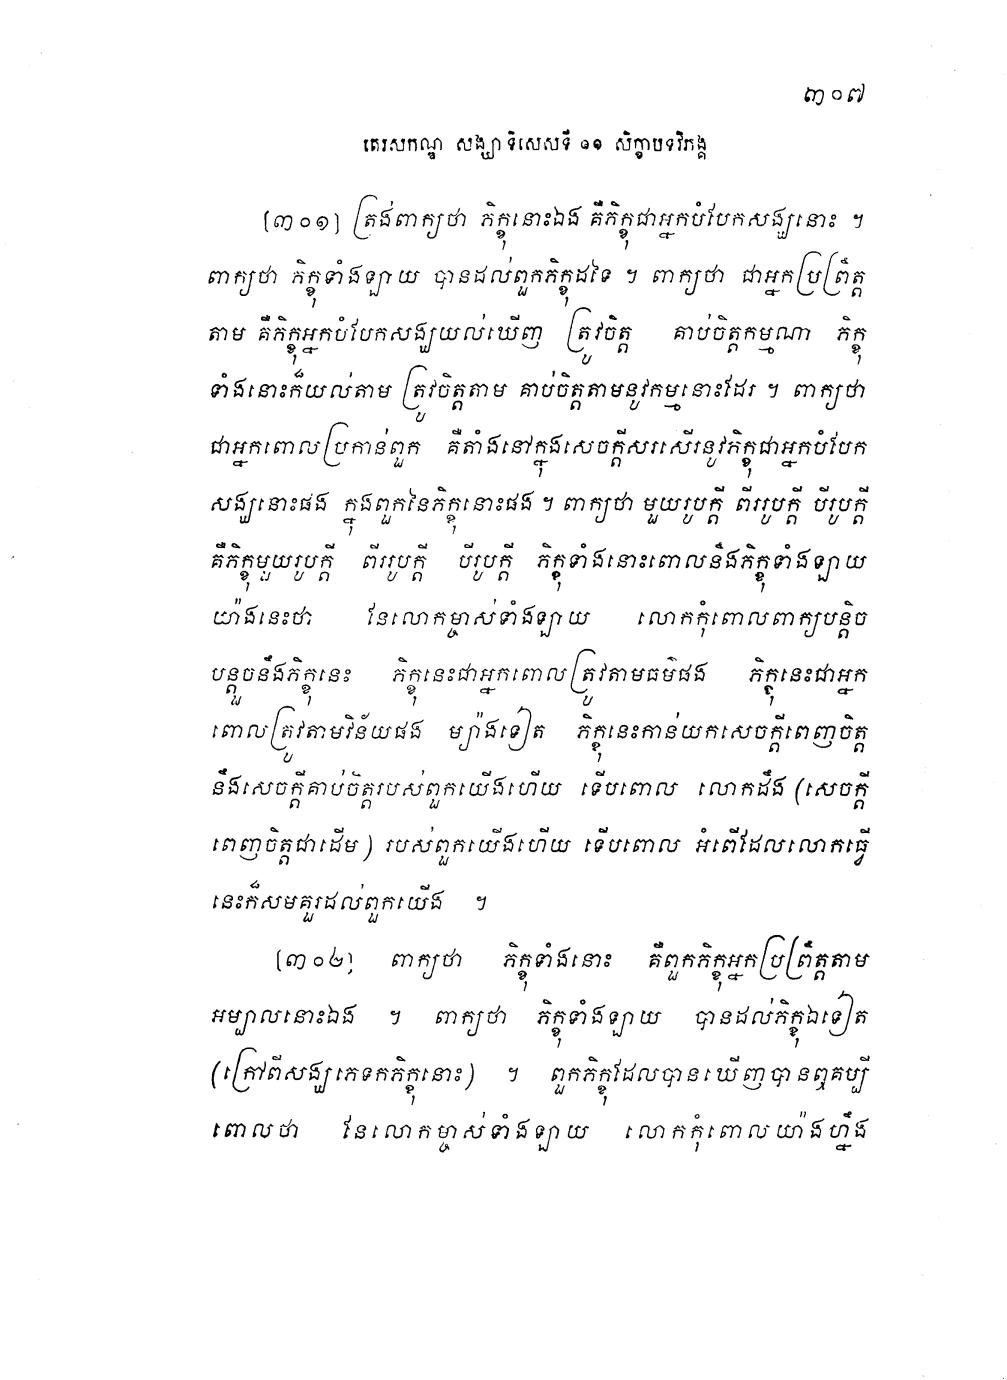 ៣០៧
តេរសកណ្ឌ សង្ឃាទិសេសទី ១១ សិក្ខាបទវិភង្គ
[៣០១] ត្រង់ពាក្យថា ភិក្ខុនោះឯង គឺភិក្ខុជាអ្នកបំបែកសង្ឃនោះ ។
ពាក្យថា ភិក្ខុទាំងឡាយ បានដល់ពួកភិក្ខុដទៃ ។ ពាក្យថា ជាអ្នកប្រព្រឹត្ត
តាម គឺភិក្ខុអ្នកបំបែកសង្ឃយល់ឃើញ ត្រូវចិត្ត គាប់ចិត្តកម្មណា ភិក្ខុ
ទាំងនោះក៏យល់តាម ត្រូវចិត្តតាម គាប់ចិត្តតាមនូវកម្មនោះដែរ ។ ពាក្យថា
ជាអ្នកពោលប្រកាន់ពួក គឺតាំងនៅក្នុងសេចក្តីសរសើរនូវភិក្ខុជាអ្នកបំបែក
សង្ឃនោះផង ក្នុងពួកនៃភិក្ខុនោះផង ។ ពាក្យថា មួយរូបក្តី ពីររូបក្តី បីរូបក្តី
គឺភិក្ខុមួយរូបក្តី ពីររូបក្តី បីរូបក្តី ភិក្ខុទាំងនោះពោលនឹងភិក្ខុទាំងឡាយ
យ៉ាងនេះថា នែលោកម្ចាស់ទាំងឡាយ លោកកុំពោលពាក្យបន្តិច
បន្តួចនឹងភិក្ខុនេះ ភិក្ខុនេះជាអ្នកពោលត្រូវតាមធម៌ផង ភិក្ខុនេះជាអ្នក
ពោលត្រូវតាមវិន័យផង ម្យ៉ាងទៀត ភិក្ខុនេះកាន់យកសេចក្តីពេញចិត្ត
នឹងសេចក្តីគាប់ចិត្តរបស់ពួកយើងហើយ ទើបពោល លោកដឹង (សេចក្តី
ពេញចិត្តជាដើម) របស់ពួកយើងហើយ ទើបពោល អំពើដែលលោកធ្វើ
នេះក៏សមគួរដល់ពួកយើង ។
[៣០២] ពាក្យថា ភិក្ខុទាំងនោះ គឺពួកភិក្ខុអ្នកប្រព្រឹត្តតាម
អម្បាលនោះឯង ។ ពាក្យថា ភិក្ខុទាំងឡាយ បានដល់ភិក្ខុឯទៀត
(ក្រៅពីសង្ឃភេទកភិក្ខុនោះ) ។ ពួកភិក្ខុដែលបានឃើញបានឮគប្បី
ពោលថា នែលោកម្ចាស់ទាំងឡាយ លោកកុំពោលយ៉ាងហ្នឹង